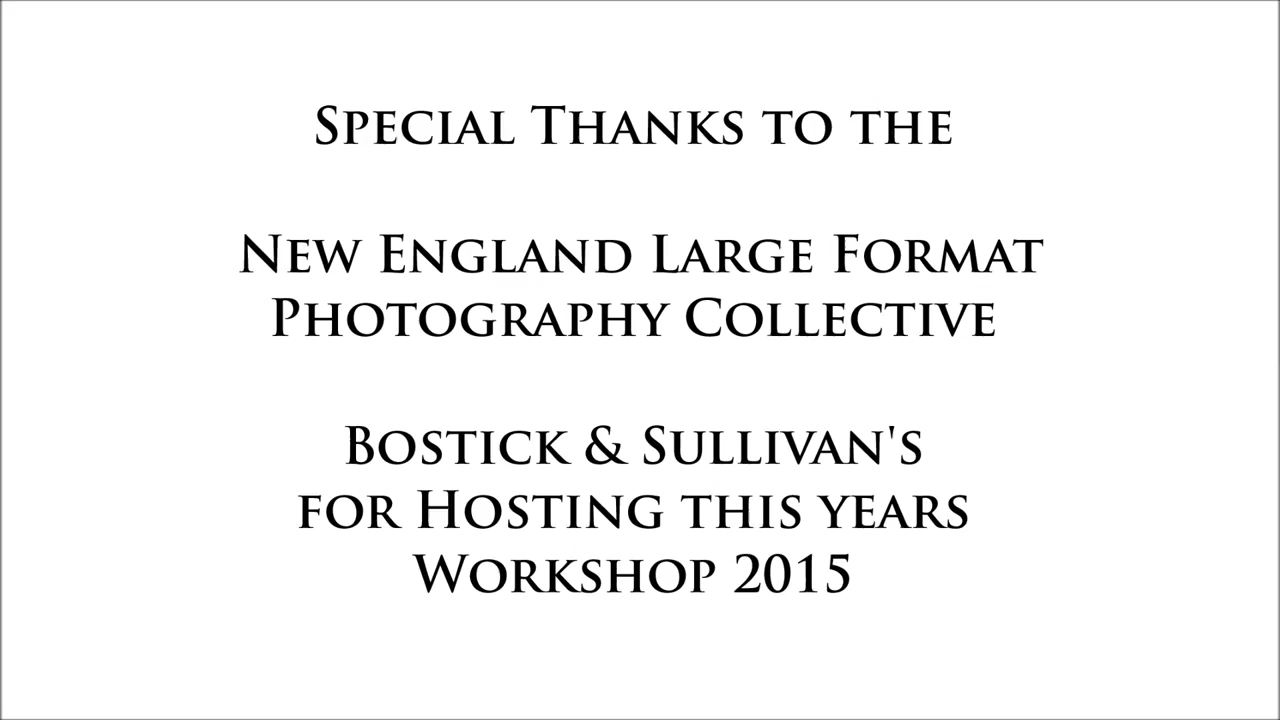 Special Thanks to the
New England Large Format
Photography Collective
Bostick & Sullivan's
for Hosting this years
Workshop 2015